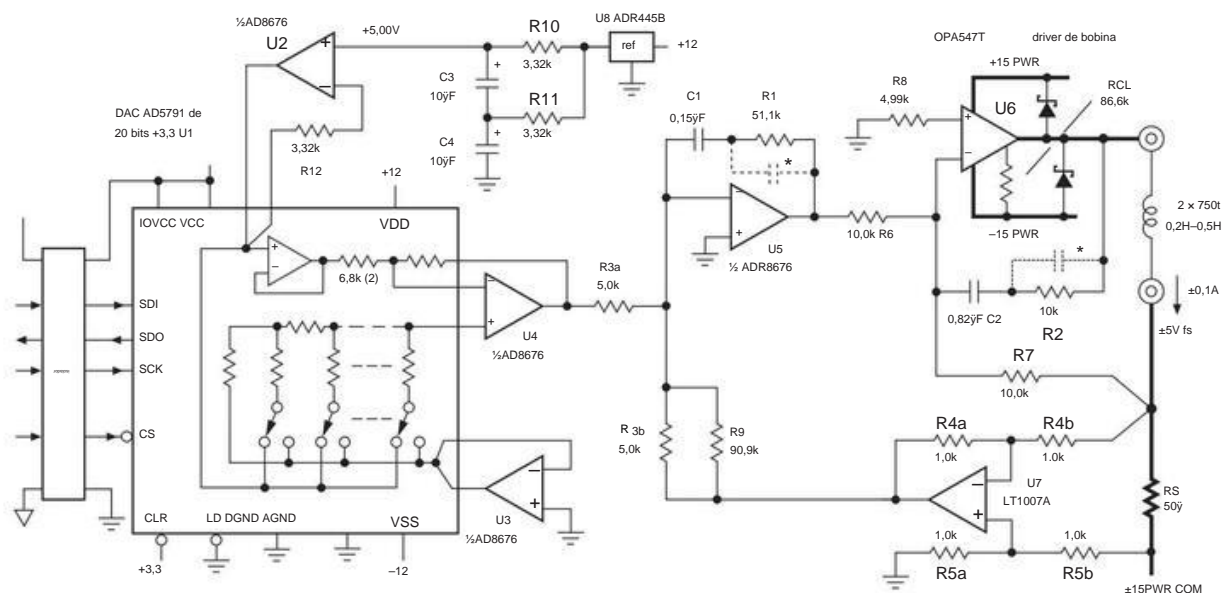 ½AD8676
U2
+5,00V
R10
3,32k
U8 ADR445B
ref
+12
C3
10ÿF
+
R11
3,32k
+
C4
10ÿF
DAC AD5791 de
20 bits +3,3 U1
3,32k
R12
+12
IOVCC VCC
VDD
6,8k (2)
SDI
SDO
SCK
CS
CLR
LD DGND AGND
VSS
+3,3
–12
U4
½AD8676
U3
½AD8676
R3a
5,0k
C1
0,15ÿF
R1
51,1k
*
U5
½ ADR8676
10,0k R6
R 3b
5,0k
R9
90,9k
OPA547T
driver de bobina
+15 PWR
R8
4,99k
U6
RCL
86,6k
–15 PWR
2 × 750t
0,2H–0,5H
*
0,82ÿF C2
10k
R2
±0,1A
±5V fs
R7
10,0k
R4a
1,0k
R4b
1.0k
U7
LT1007A
RS
50ÿ
1,0k
R5a
1,0k
R5b
±15PWR COM